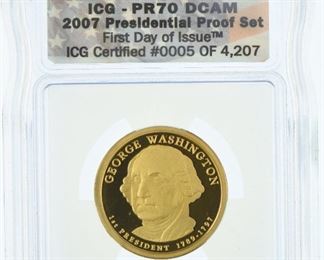 ICG - PR70 DCAM
2007 Presidential Proof Set
First Day of Issue™
ICG Certified #0005 OF 4,207
GEORGE WASHINGTON
1st PRESIDENT 1789-1797